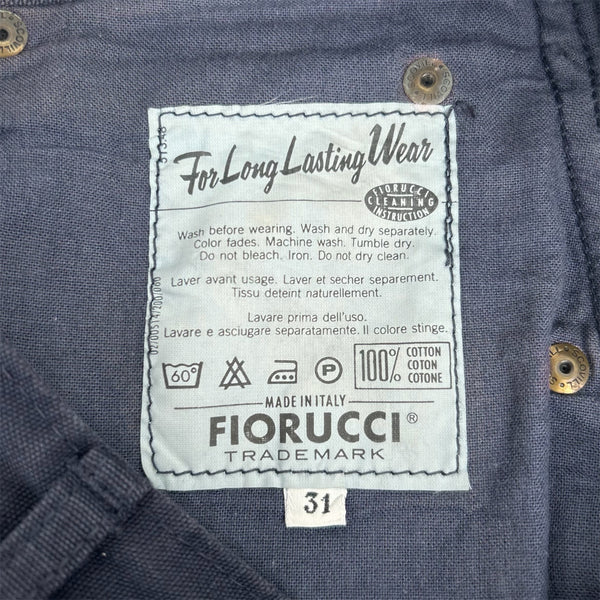 SCOVILL
SCOVILL
For Long Lasting Wear
FIORUCCI
CLEANING
INSTRUCTION
Wash before wearing. Wash and dry separately.
Color fades. Machine wash. Tumble dry.
Do not bleach. Iron. Do not dry clean.
Laver avant usage. Laver et secher separement.
Tissu deteint naturellement.
Lavare prima dell'uso.
Lavare e asciugare separatamente. Il colore stinge.
60°
P
100% COTTON
COTON
COTONE
MADE IN ITALY
FIORUCCI®
TRADEMARK
31
SCOVILL